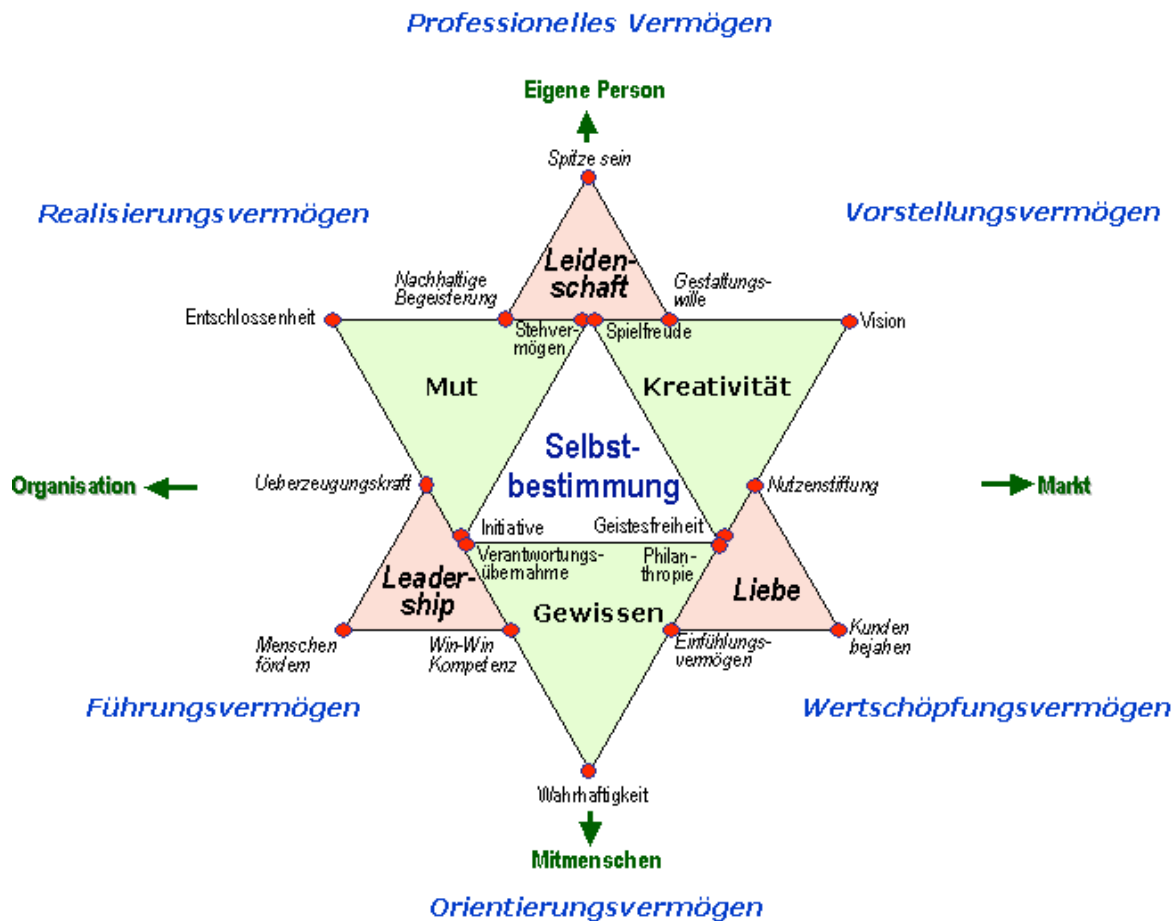 Professionelles Vermögen
Eigene Person
Spitze sein
Realisierungsvermögen
Vorstellungsvermögen
Leiden-
schaft
Nachhaltige
Begeisterung
Gestaltungs-
wille
Entschlossenheit
Vision
Stehver-
mögen
Spielfreude
Mut
Kreativität
Selbst-
bestimmung
Organisation
Ueberzeugungskraft
Nutzenstiftung
Markt
Initiative
Geistesfreiheit
Verantwortungs-
übernahme
Philan-
thropie
Leader-
ship
Gewissen
Liebe
Menschen
fördern
Win-Win
Kompetenz
Einfühlungs-
vermögen
Kunden
bejahen
Führungsvermögen
Wertschöpfungsvermögen
Wahrhaftigkeit
Mitmenschen
Orientierungsvermögen